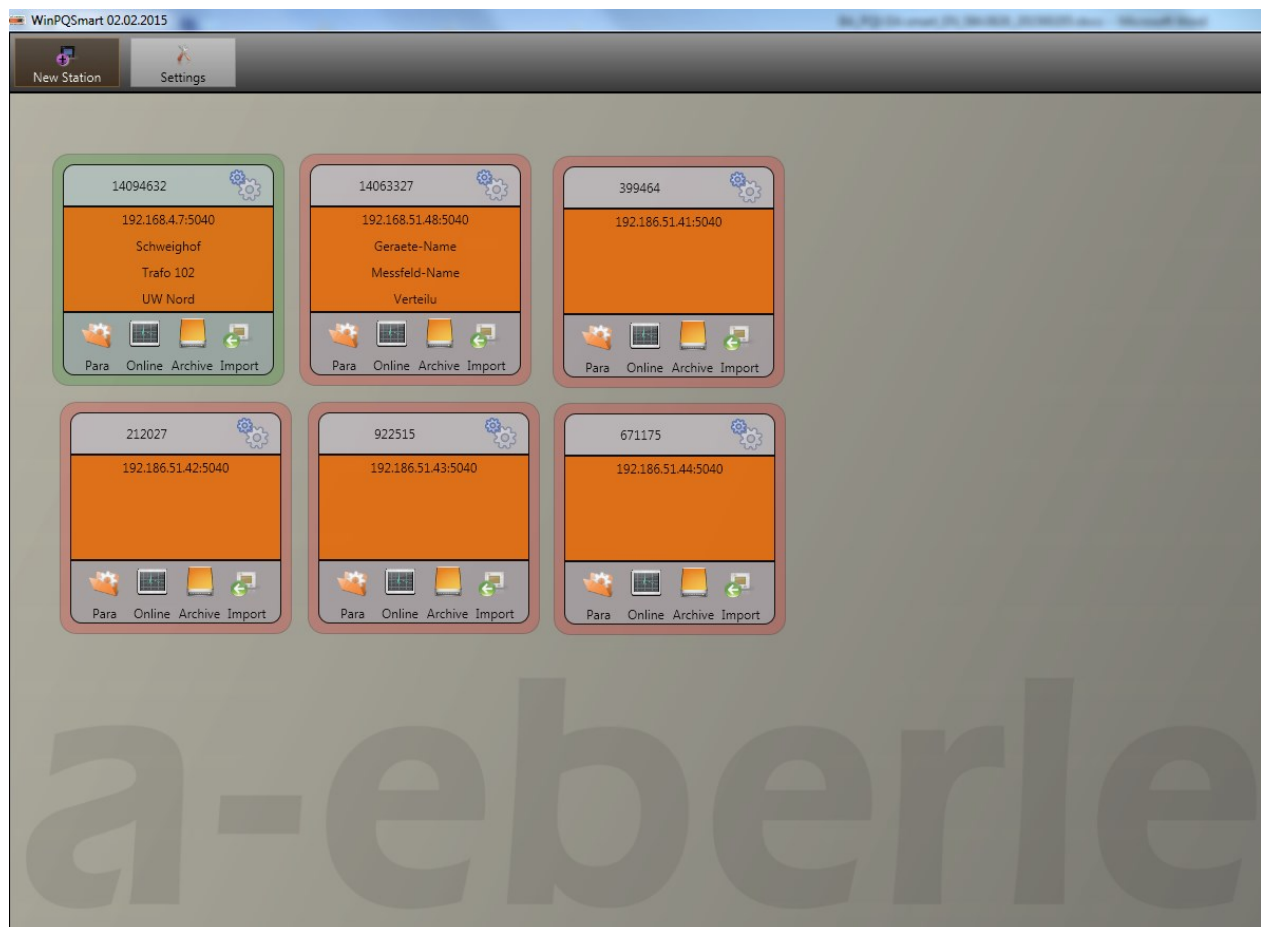 WinPQSmart 02.02.2015
New Station Settings
14094632
192.168.4.7:5040
Schweighof
Trafo 102
UW Nord
Para Online Archive Import
14063327
192.168.51.48:5040
Geraete-Name
Messfeld-Name
Verteilu
Para Online Archive Import
399464
192.186.51.41:5040
Para Online Archive Import
212027
192.186.51.42:5040
Para Online Archive Import
922515
192.186.51.43:5040
Para Online Archive Import
671175
192.186.51.44:5040
Para Online Archive Import
a-eberle